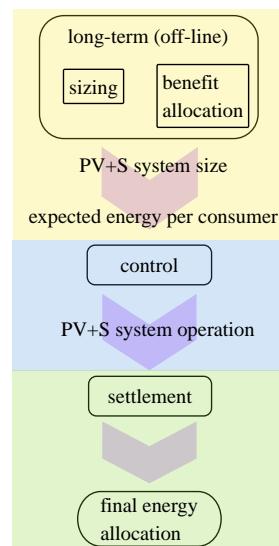 long-term (off-line)
sizing
benefit
allocation
PV+S system size
expected energy per consumer
control
PV+S system operation
settlement
final energy
allocation